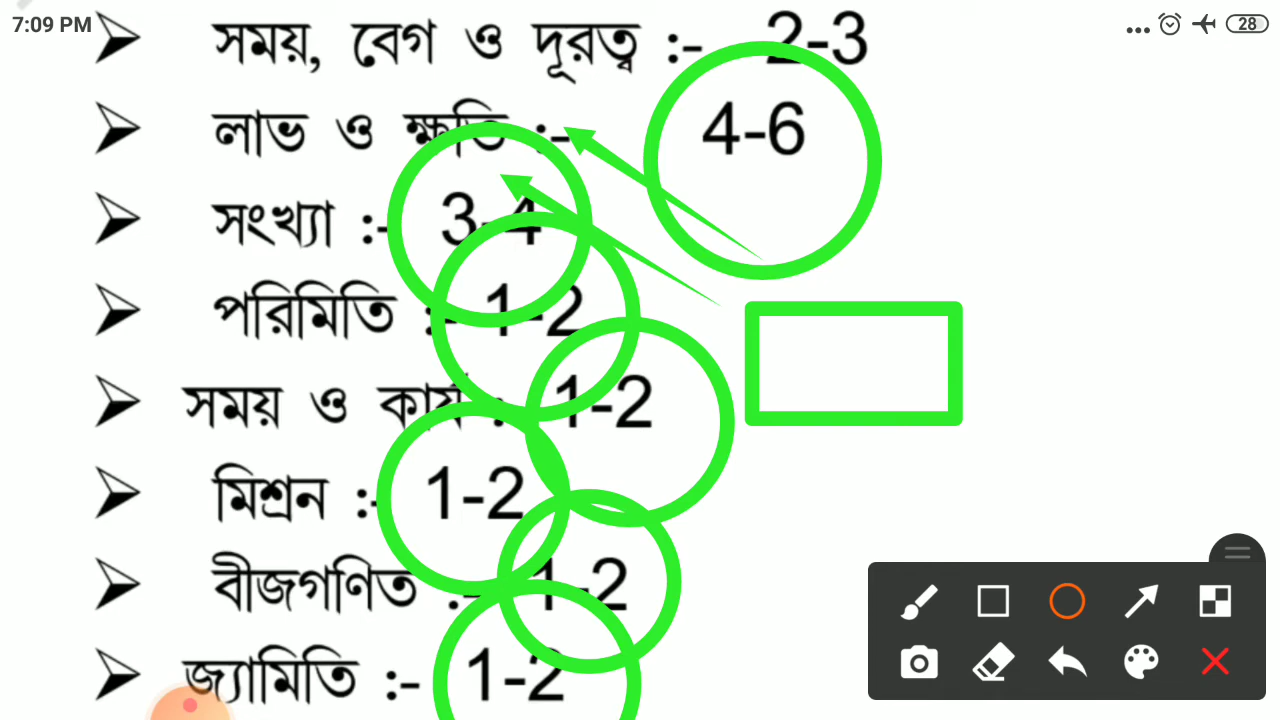 7:09 PM
28
সময়, বেগ ও দূরত্ব :- 2-3
লাভ ও ক্ষতি :- 4-6
সংখ্যা :- 3-4
পরিমিতি :- 1-2
সময় ও কার্য :- 1-2
মিশ্রন :- 1-2
বীজগণিত :- 1-2
জ্যামিতি :- 1-2